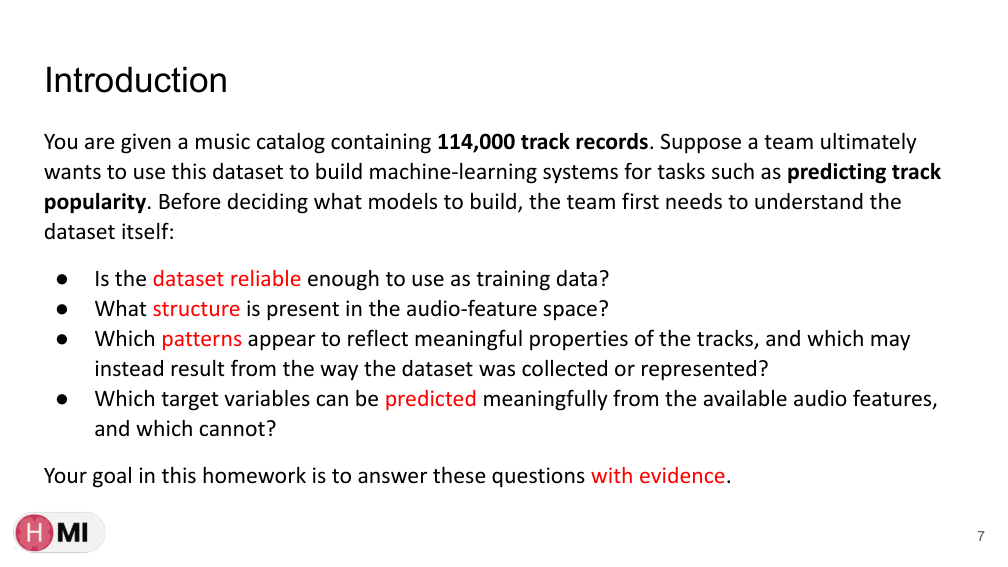 Introduction
You are given a music catalog containing 114,000 track records. Suppose a team ultimately
wants to use this dataset to build machine-learning systems for tasks such as predicting track
popularity. Before deciding what models to build, the team first needs to understand the
dataset itself:
● Is the dataset reliable enough to use as training data?
● What structure is present in the audio-feature space?
● Which patterns appear to reflect meaningful properties of the tracks, and which may
instead result from the way the dataset was collected or represented?
● Which target variables can be predicted meaningfully from the available audio features,
and which cannot?
Your goal in this homework is to answer these questions with evidence.
H MI
7